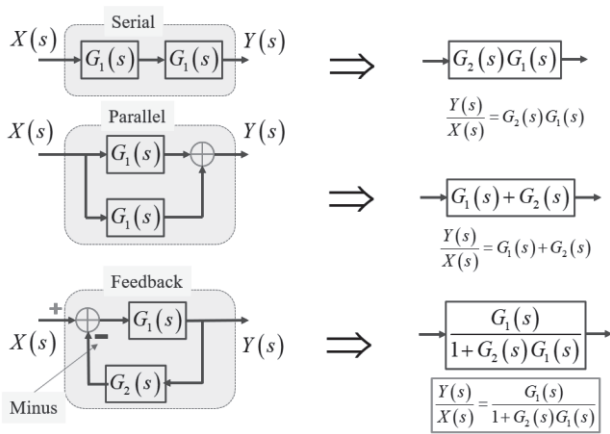 Serial
X(s) G₁(s) G₁(s) Y(s) ⇒ G₂(s)G₁(s)
Y(s)/X(s) = G₂(s)G₁(s)
Parallel
X(s) G₁(s) Y(s)
G₁(s) ⇒ G₁(s)+G₂(s)
Y(s)/X(s) = G₁(s)+G₂(s)
Feedback
+ G₁(s)
X(s) − Y(s) ⇒ G₁(s)/1+G₂(s)G₁(s)
G₂(s)
Minus
Y(s)/X(s) = G₁(s)/1+G₂(s)G₁(s)